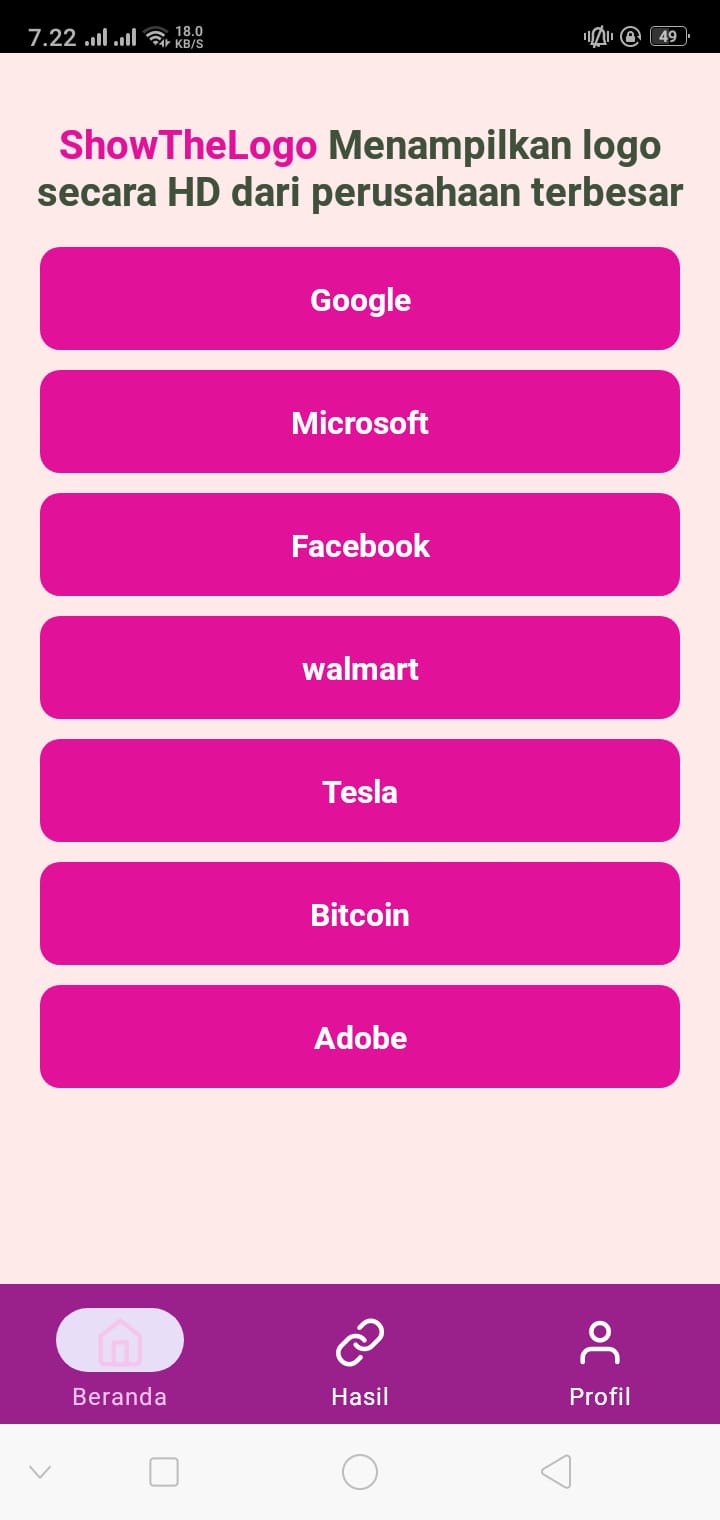 7.22 18.0 KB/S 49
ShowTheLogo Menampilkan logo
secara HD dari perusahaan terbesar
Google
Microsoft
Facebook
walmart
Tesla
Bitcoin
Adobe
Beranda Hasil Profil